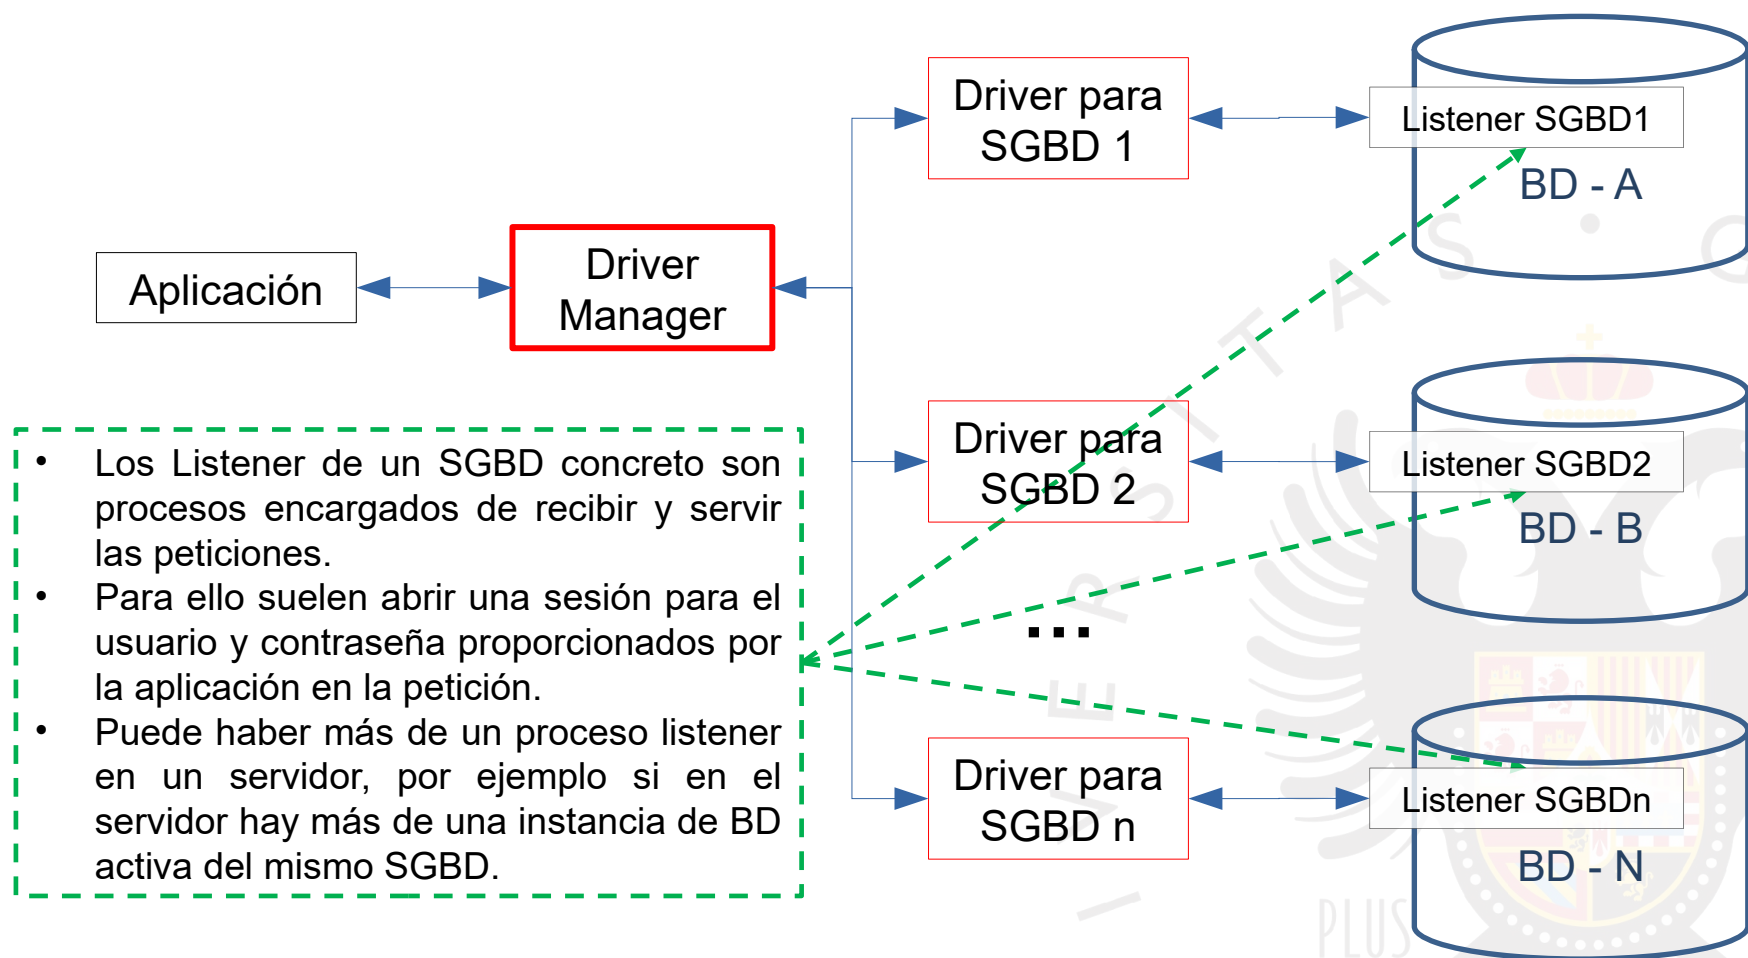 Driver para
SGBD 1
Listener SGBD1
BD - A
Aplicación
Driver
Manager
Driver para
SGBD 2
Listener SGBD2
BD - B
• Los Listener de un SGBD concreto son
procesos encargados de recibir y servir
las peticiones.
• Para ello suelen abrir una sesión para el
usuario y contraseña proporcionados por
la aplicación en la petición.
• Puede haber más de un proceso listener
en un servidor, por ejemplo si en el
servidor hay más de una instancia de BD
activa del mismo SGBD.
...
Driver para
SGBD n
Listener SGBDn
BD - N
I V E R S I T A S · G
PLUS